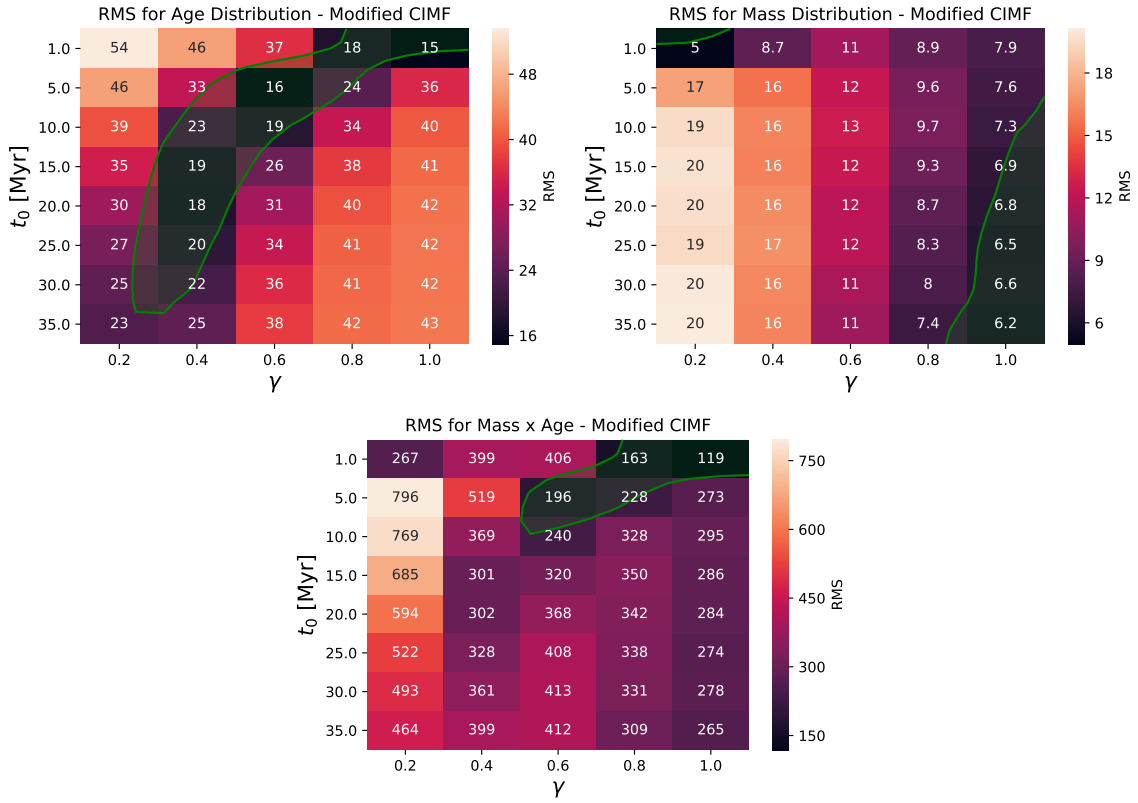 RMS for Age Distribution - Modified CIMF
t0 [Myr]
1.0 54 46 37 18 15
5.0 46 33 16 24 36
10.0 39 23 19 34 40
15.0 35 19 26 38 41
20.0 30 18 31 40 42
25.0 27 20 34 41 42
30.0 25 22 36 41 42
35.0 23 25 38 42 43
0.2 0.4 0.6 0.8 1.0
γ
48
40
32
24
16
RMS
RMS for Mass Distribution - Modified CIMF
t0 [Myr]
1.0 5 8.7 11 8.9 7.9
5.0 17 16 12 9.6 7.6
10.0 19 16 13 9.7 7.3
15.0 20 16 12 9.3 6.9
20.0 20 16 12 8.7 6.8
25.0 19 17 12 8.3 6.5
30.0 20 16 11 8 6.6
35.0 20 16 11 7.4 6.2
0.2 0.4 0.6 0.8 1.0
γ
18
15
12
9
6
RMS
RMS for Mass x Age - Modified CIMF
t0 [Myr]
1.0 267 399 406 163 119
5.0 796 519 196 228 273
10.0 769 369 240 328 295
15.0 685 301 320 350 286
20.0 594 302 368 342 284
25.0 522 328 408 338 274
30.0 493 361 413 331 278
35.0 464 399 412 309 265
0.2 0.4 0.6 0.8 1.0
γ
750
600
450
300
150
RMS